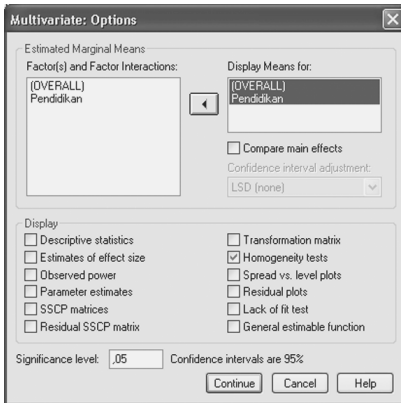 Multivariate: Options
Estimated Marginal Means
Factor(s) and Factor Interactions:
(OVERALL)
Pendidikan
Display Means for:
(OVERALL)
Pendidikan
Compare main effects
Confidence interval adjustment:
LSD (none)
Display
Descriptive statistics
Estimates of effect size
Observed power
Parameter estimates
SSCP matrices
Residual SSCP matrix
Transformation matrix
Homogeneity tests
Spread vs. level plots
Residual plots
Lack of fit test
General estimable function
Significance level: ,05 Confidence intervals are 95%
Continue Cancel Help